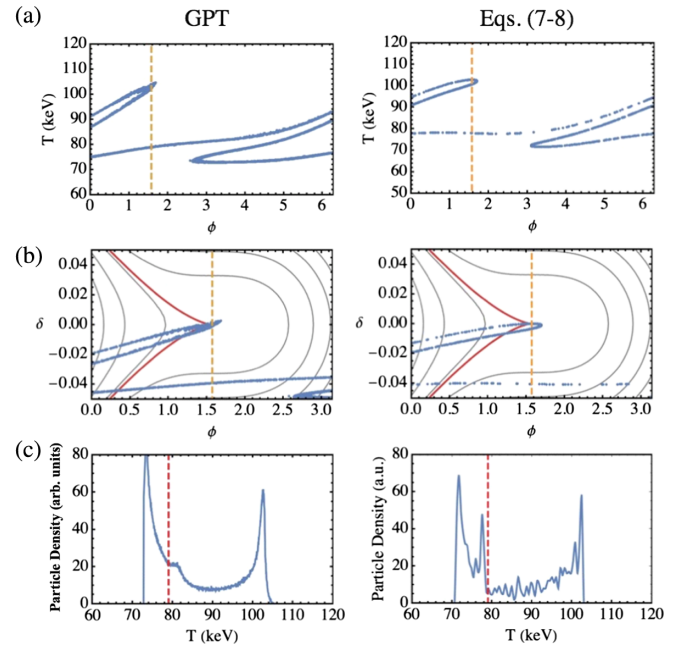 (a) GPT Eqs. (7-8)
120
110
100
90
80
70
60
T (keV)
0 1 2 3 4 5 6
ϕ
120
110
100
90
80
70
60
50
T (keV)
0 1 2 3 4 5 6
ϕ
(b)
0.04
0.02
0.00
−0.02
−0.04
δ
0.0 0.5 1.0 1.5 2.0 2.5 3.0
ϕ
0.04
0.02
0.00
−0.02
−0.04
δ
0.0 0.5 1.0 1.5 2.0 2.5 3.0
ϕ
(c)
80
60
40
20
0
Particle Density (arb. units)
60 70 80 90 100 110 120
T (keV)
80
60
40
20
0
Particle Density (a.u.)
60 70 80 90 100 110 120
T (keV)